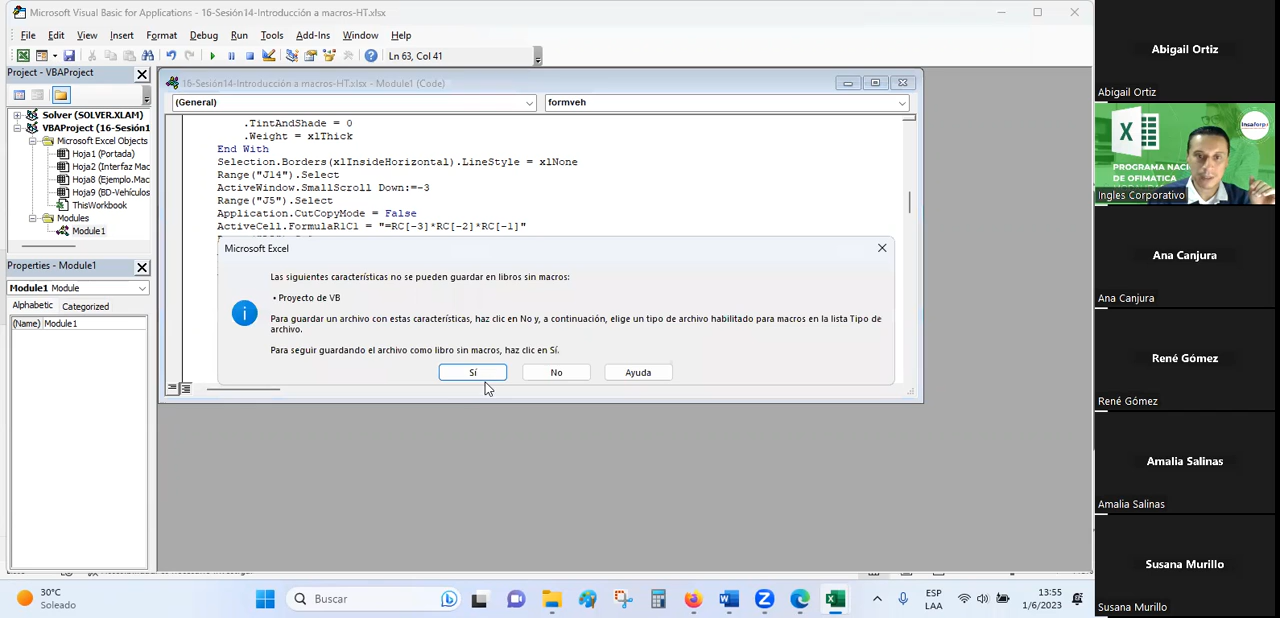 Microsoft Visual Basic for Applications - 16-Sesión14-Introducción a macros-HT.xlsx
File Edit View Insert Format Debug Run Tools Add-Ins Window Help
Ln 63, Col 41
Project - VBAProject
Solver (SOLVER.XLAM)
VBAProject (16-Sesión1
Microsoft Excel Objects
Hoja1 (Portada)
Hoja2 (Interfaz Mac
Hoja8 (Ejemplo.Mac
Hoja9 (BD-Vehículos
ThisWorkbook
Modules
Module1
Properties - Module1
Module1 Module
Alphabetic Categorized
(Name) Module1
16-Sesión14-Introducción a macros-HT.xlsx - Module1 (Code)
(General) formveh
.TintAndShade = 0
.Weight = xlThick
End With
Selection.Borders(xlInsideHorizontal).LineStyle = xlNone
Range("J14").Select
ActiveWindow.SmallScroll Down:=-3
Range("J5").Select
Application.CutCopyMode = False
ActiveCell.FormulaR1C1 = "=RC[-3]*RC[-2]*RC[-1]"
Microsoft Excel
Las siguientes características no se pueden guardar en libros sin macros:
• Proyecto de VB
Para guardar un archivo con estas características, haz clic en No y, a continuación, elige un tipo de archivo habilitado para macros en la lista Tipo de
archivo.
Para seguir guardando el archivo como libro sin macros, haz clic en Sí.
Sí No Ayuda
30°C
Soleado
Buscar
ESP
LAA
13:55
1/6/2023
Abigail Ortiz
Abigail Ortiz
Insaforp
PROGRAMA NACI
DE OFIMÁTICA
Ingles Corporativo
Ana Canjura
Ana Canjura
René Gómez
René Gómez
Amalia Salinas
Amalia Salinas
Susana Murillo
Susana Murillo